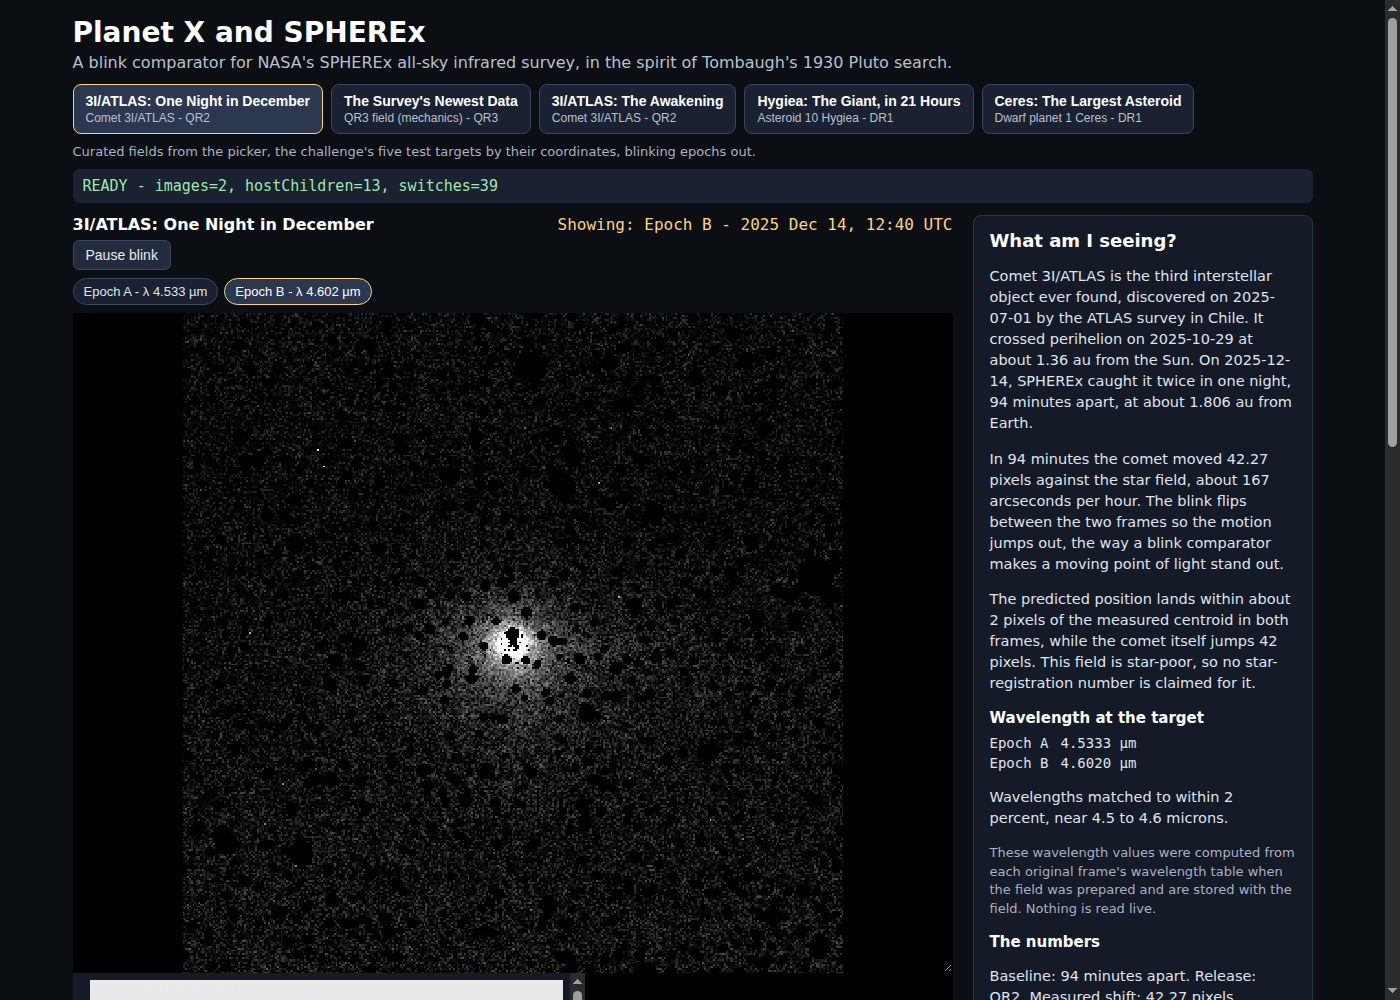 Planet X and SPHEREx
A blink comparator for NASA's SPHEREx all-sky infrared survey, in the spirit of Tombaugh's 1930 Pluto search.
3I/ATLAS: One Night in December
Comet 3I/ATLAS - QR2
The Survey's Newest Data
QR3 field (mechanics) - QR3
3I/ATLAS: The Awakening
Comet 3I/ATLAS - QR2
Hygiea: The Giant, in 21 Hours
Asteroid 10 Hygiea - DR1
Ceres: The Largest Asteroid
Dwarf planet 1 Ceres - DR1
Curated fields from the picker, the challenge's five test targets by their coordinates, blinking epochs out.
READY - images=2, hostChildren=13, switches=39
3I/ATLAS: One Night in December
Showing: Epoch B - 2025 Dec 14, 12:40 UTC
Pause blink
Epoch A - λ 4.533 µm
Epoch B - λ 4.602 µm
What am I seeing?
Comet 3I/ATLAS is the third interstellar
object ever found, discovered on 2025-
07-01 by the ATLAS survey in Chile. It
crossed perihelion on 2025-10-29 at
about 1.36 au from the Sun. On 2025-12-
14, SPHEREx caught it twice in one night,
94 minutes apart, at about 1.806 au from
Earth.
In 94 minutes the comet moved 42.27
pixels against the star field, about 167
arcseconds per hour. The blink flips
between the two frames so the motion
jumps out, the way a blink comparator
makes a moving point of light stand out.
The predicted position lands within about
2 pixels of the measured centroid in both
frames, while the comet itself jumps 42
pixels. This field is star-poor, so no star-
registration number is claimed for it.
Wavelength at the target
Epoch A 4.5333 µm
Epoch B 4.6020 µm
Wavelengths matched to within 2
percent, near 4.5 to 4.6 microns.
These wavelength values were computed from
each original frame's wavelength table when
the field was prepared and are stored with the
field. Nothing is read live.
The numbers
Baseline: 94 minutes apart. Release:
QR2. Measured shift: 42.27 pixels